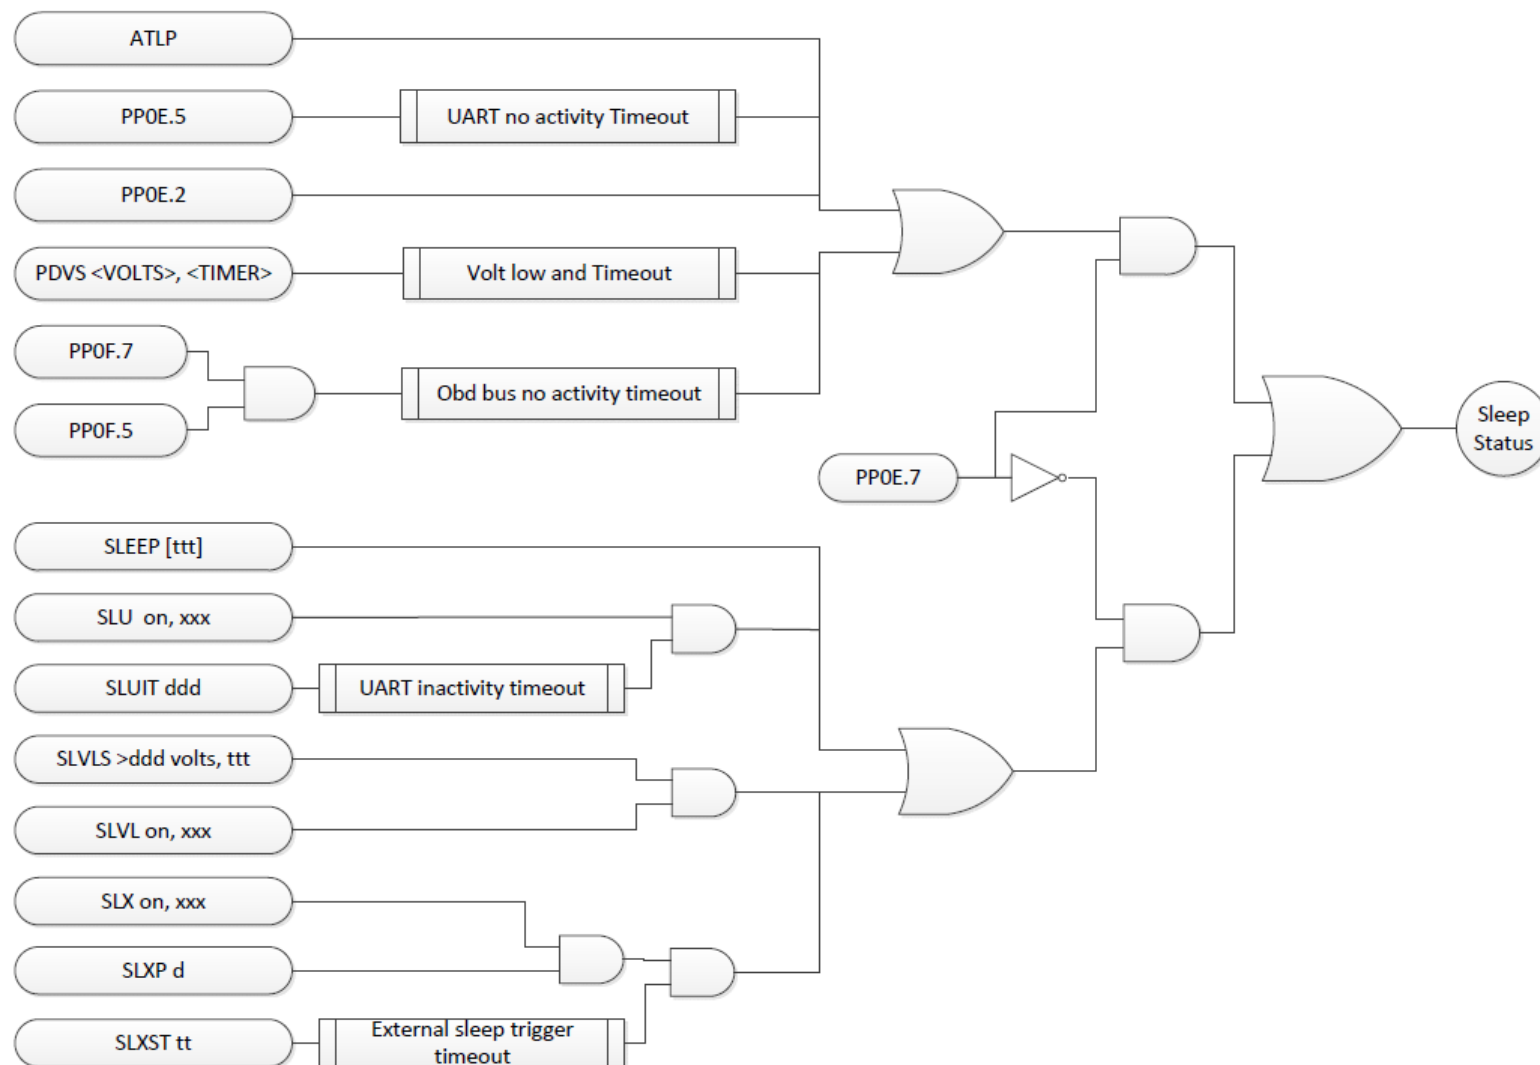 ATLP
PP0E.5
UART no activity Timeout
PP0E.2
PDVS <VOLTS>, <TIMER>
Volt low and Timeout
PP0F.7
Obd bus no activity timeout
PP0F.5
Sleep
Status
PP0E.7
SLEEP [ttt]
SLU on, xxx
SLUIT ddd
UART inactivity timeout
SLVLS >ddd volts, ttt
SLVL on, xxx
SLX on, xxx
SLXP d
SLXST tt
External sleep trigger
timeout